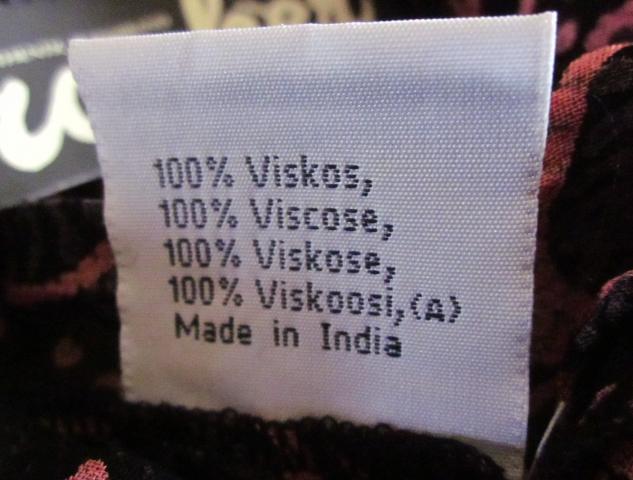 100% Viskos,
100% Viscose,
100% Viskose,
100% Viskoosi,(A)
Made in India